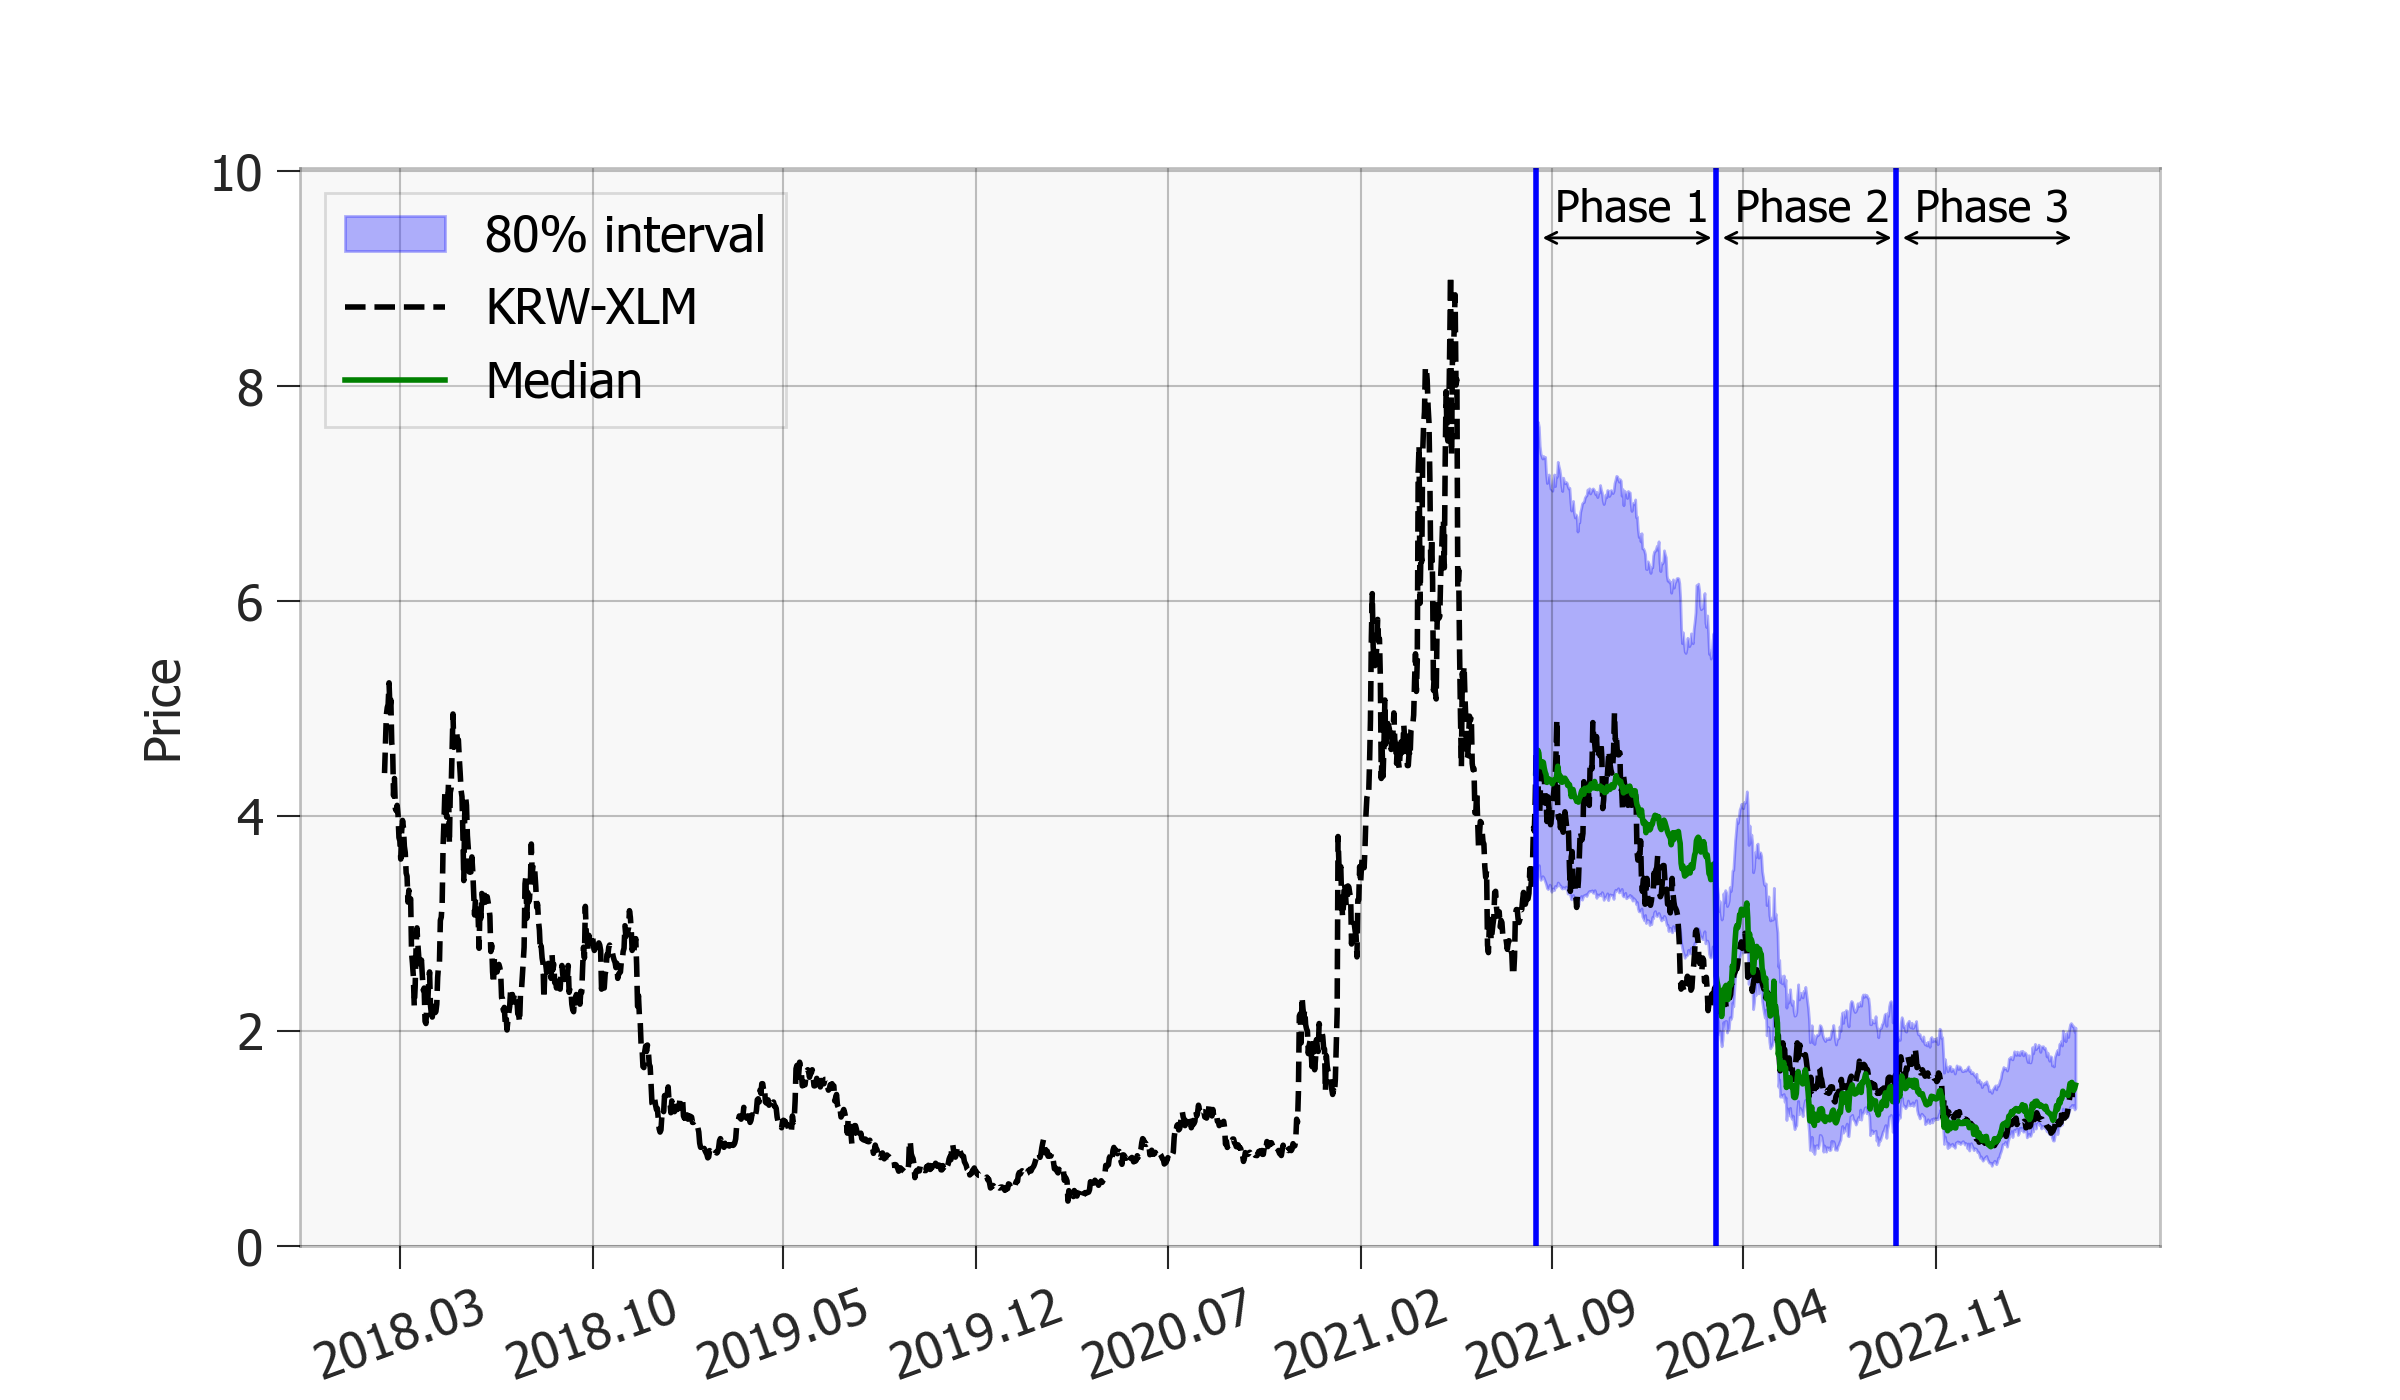 10
8
6
4
2
0
Price
80% interval
KRW-XLM
Median
Phase 1
Phase 2
Phase 3
2018.03
2018.10
2019.05
2019.12
2020.07
2021.02
2021.09
2022.04
2022.11